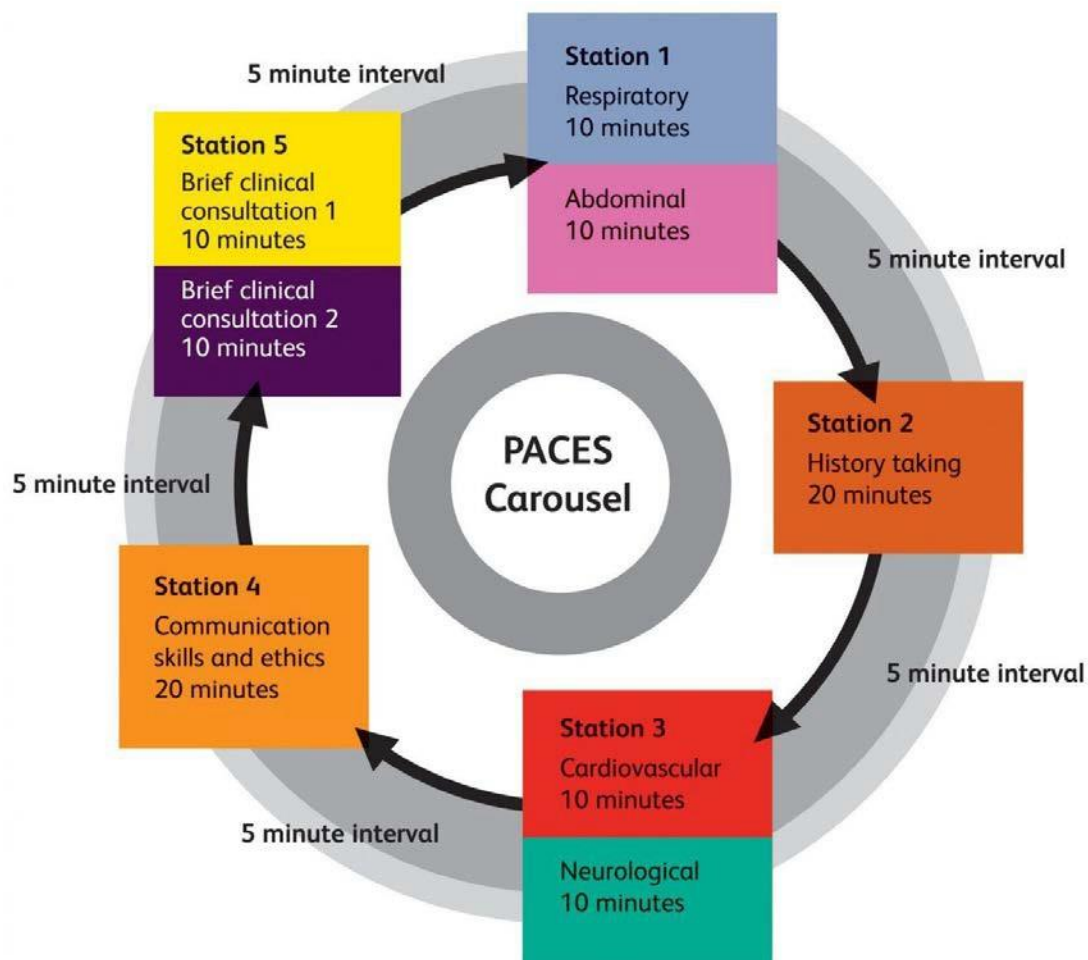 5 minute interval
Station 1
Respiratory
10 minutes
Abdominal
10 minutes
5 minute interval
Station 2
History taking
20 minutes
5 minute interval
Station 3
Cardiovascular
10 minutes
Neurological
10 minutes
5 minute interval
Station 4
Communication
skills and ethics
20 minutes
5 minute interval
Station 5
Brief clinical
consultation 1
10 minutes
Brief clinical
consultation 2
10 minutes
PACES
Carousel